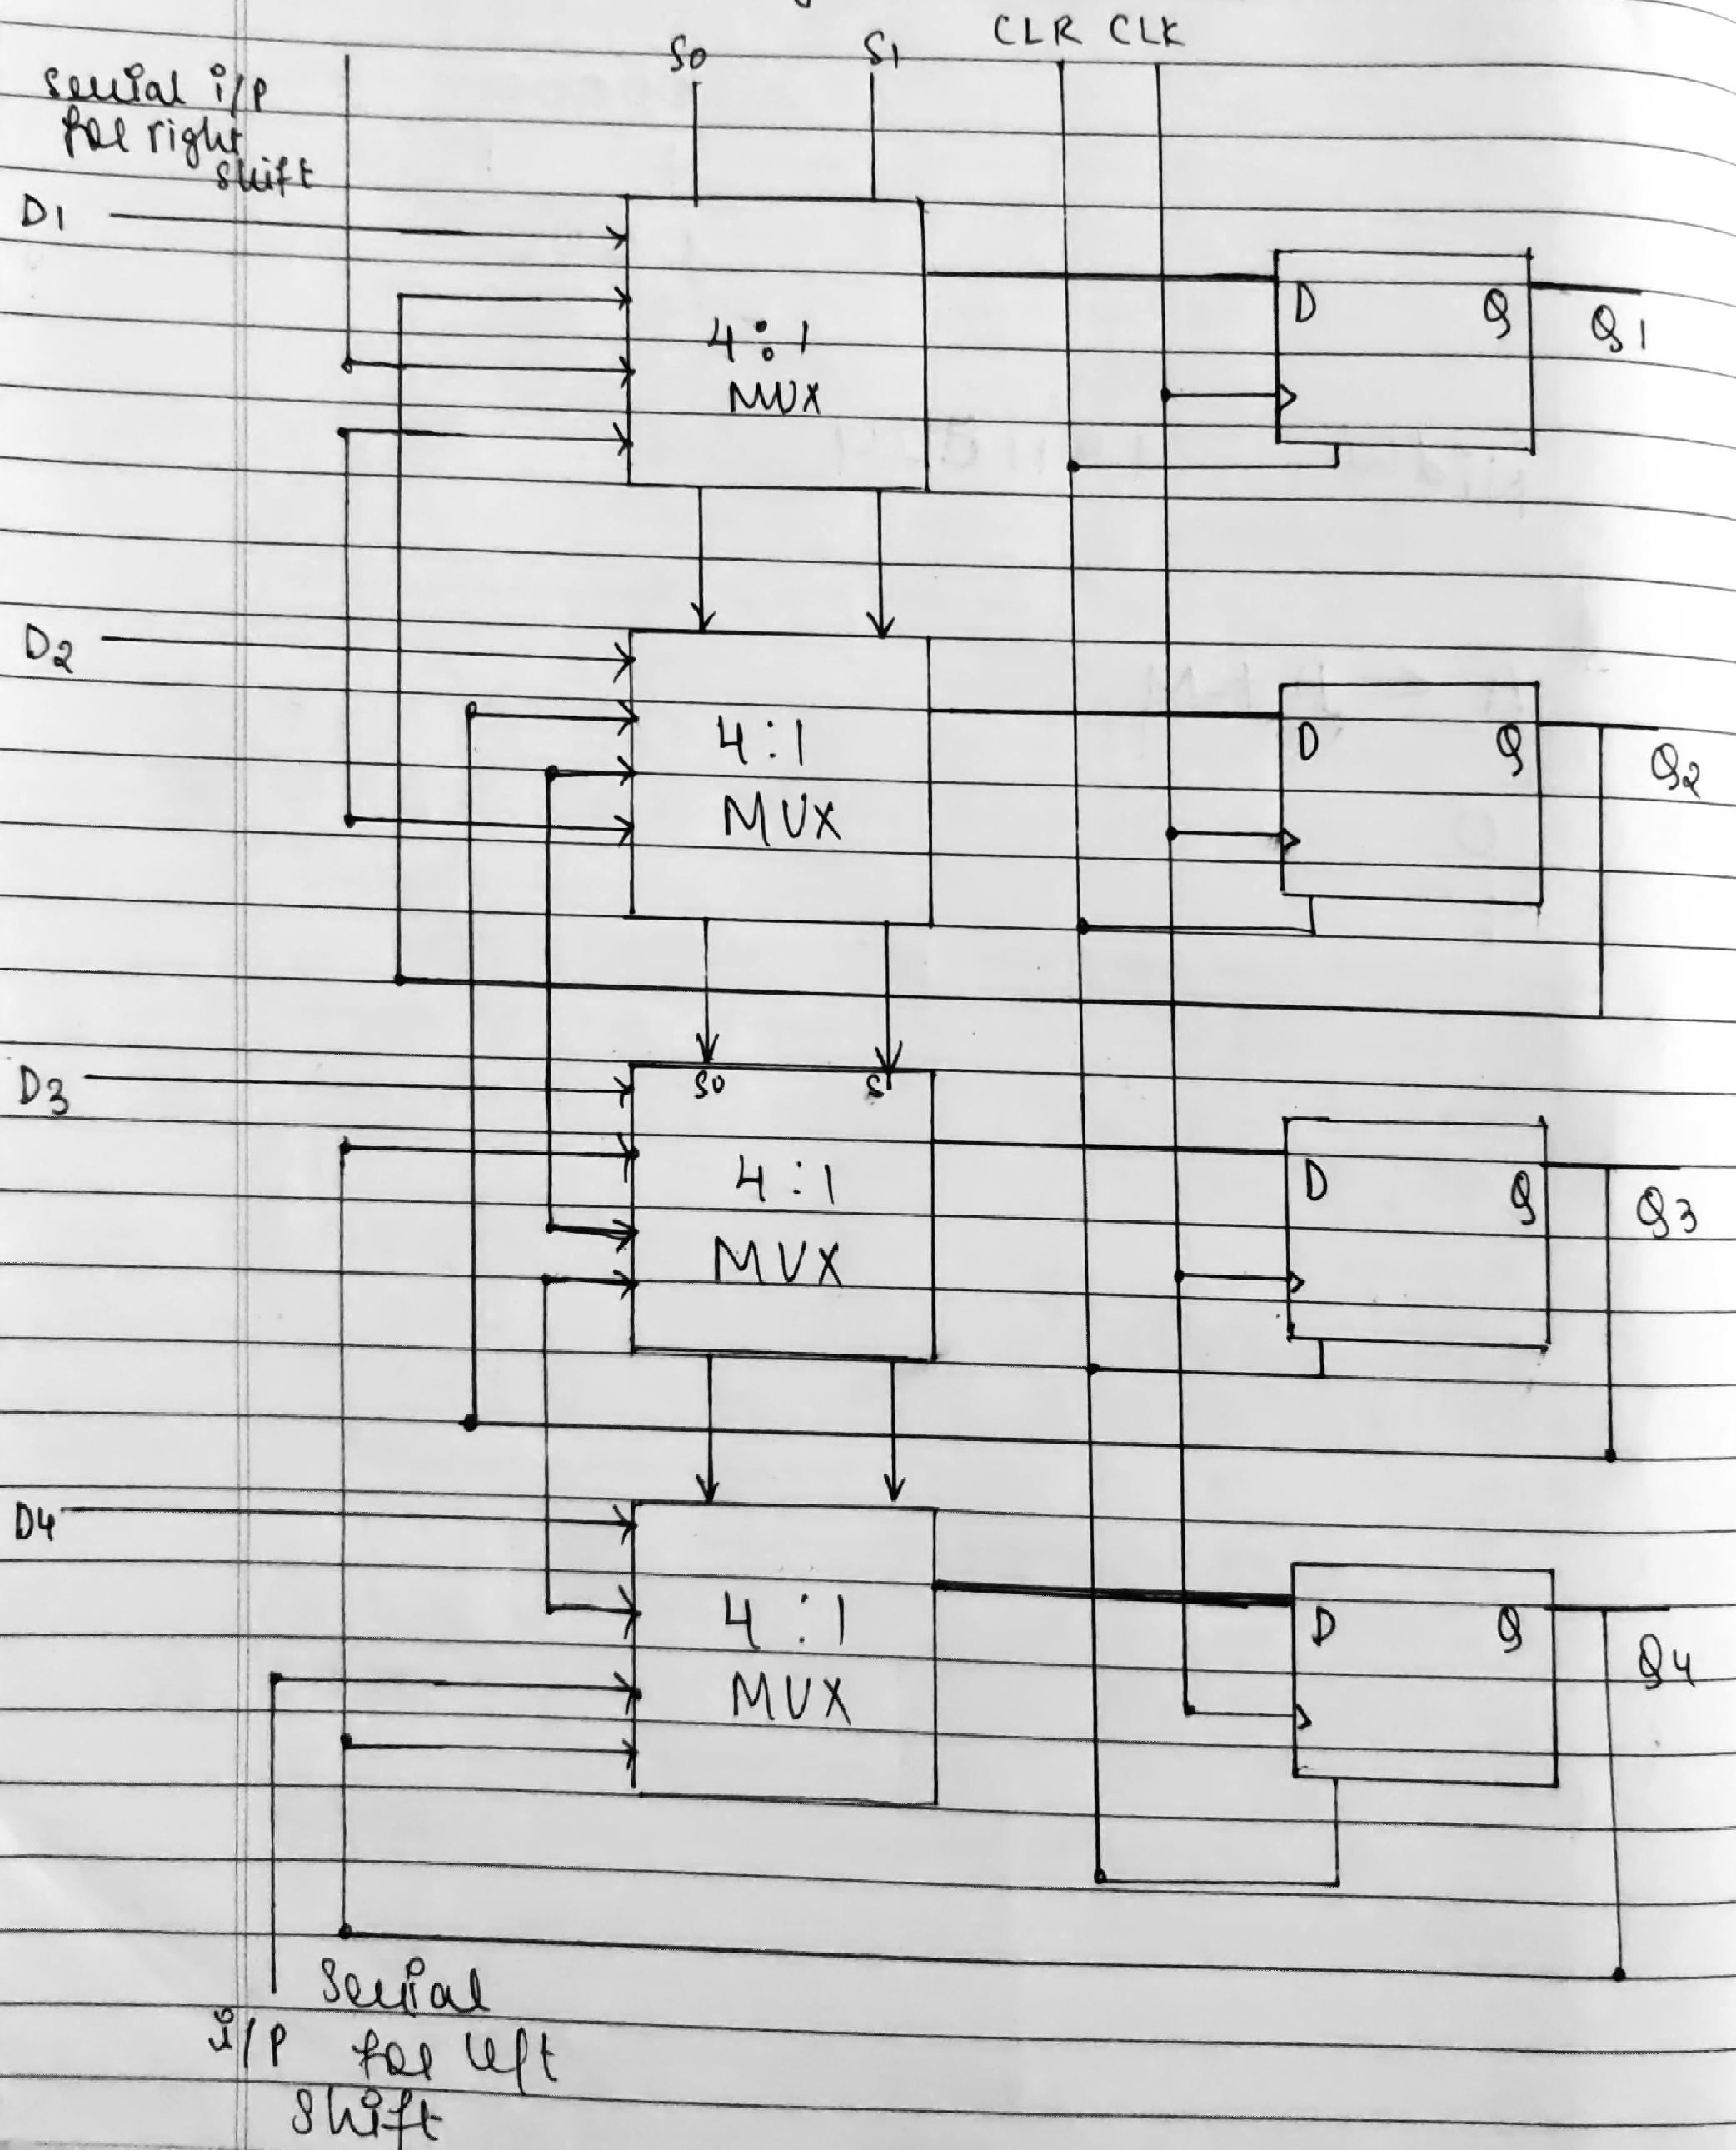 S0 S1 CLR CLK
Serial i/p
for right
shift
D1
4:1
MUX
D Q
Q1
D2
4:1
MUX
D Q
Q2
D3
S0 S1
4:1
MUX
D Q
Q3
D4
4:1
MUX
D Q
Q4
Serial
i/p for left
shift